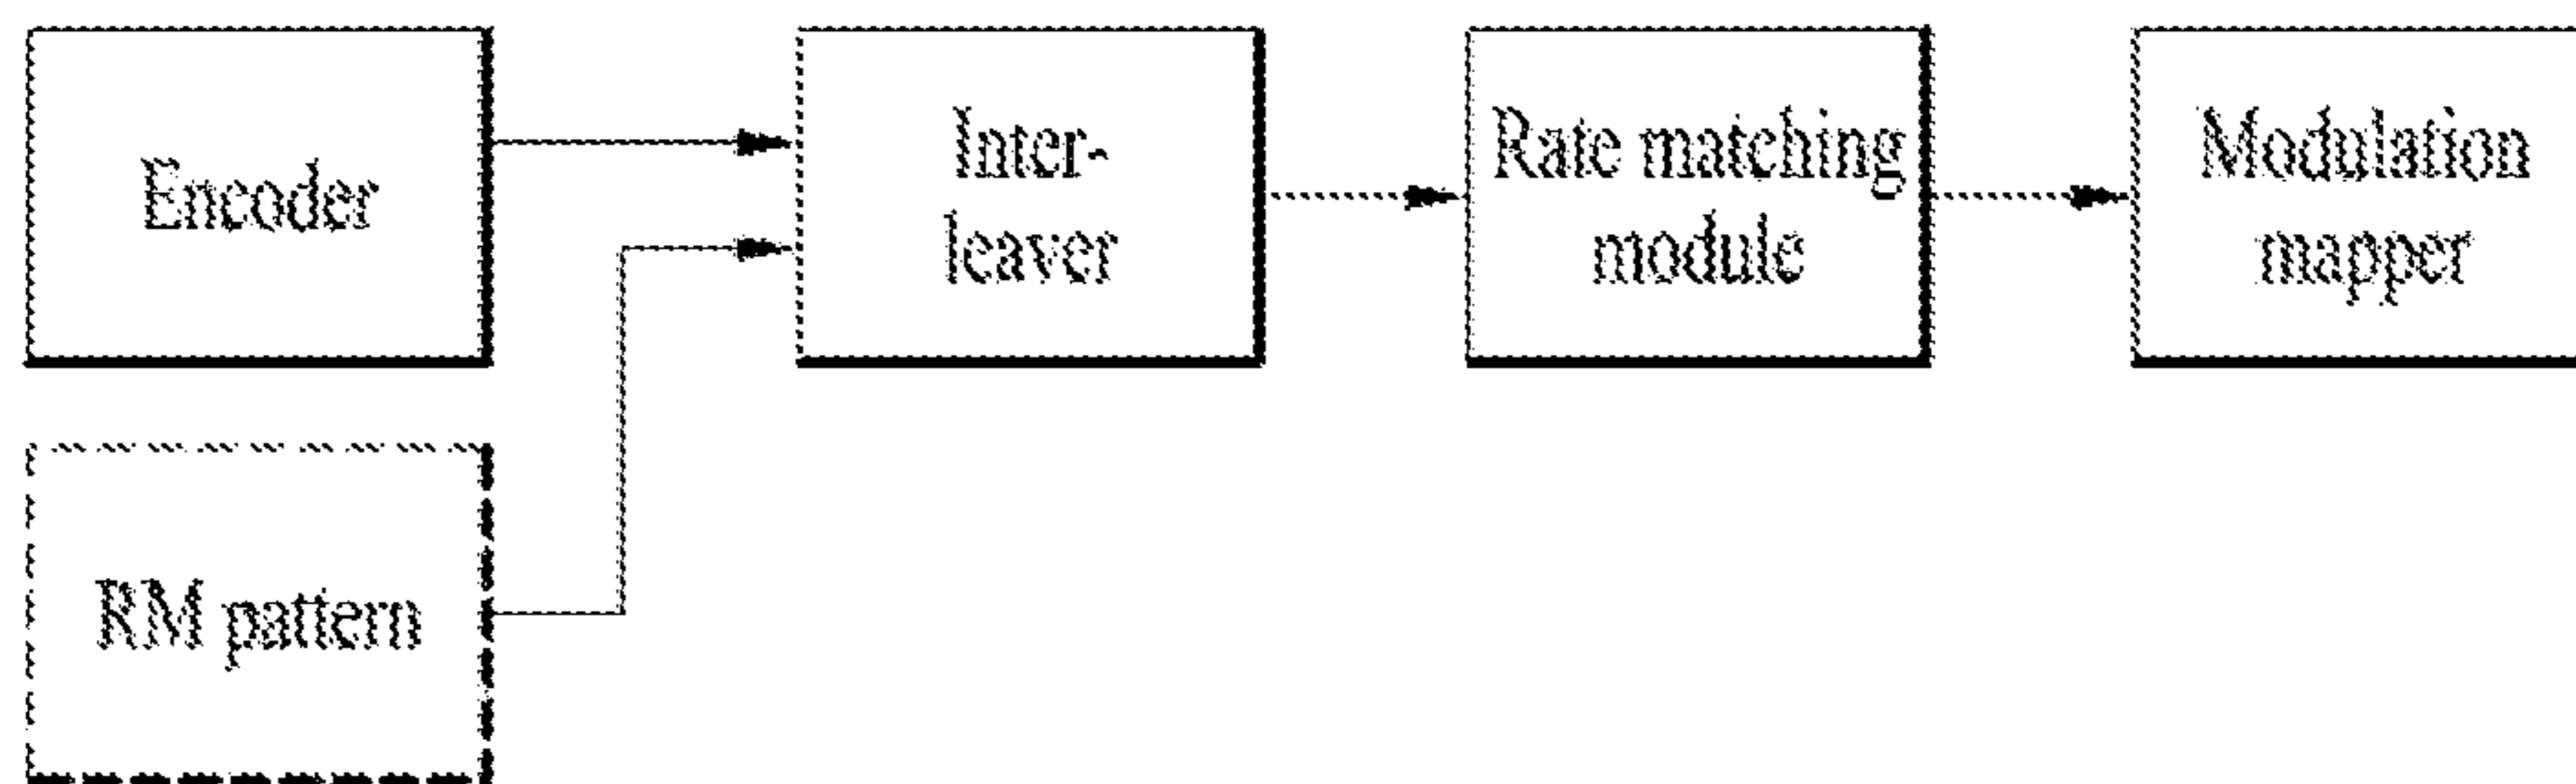 Encoder
Inter-
leaver
Rate matching
module
Modulation
mapper
RM pattern